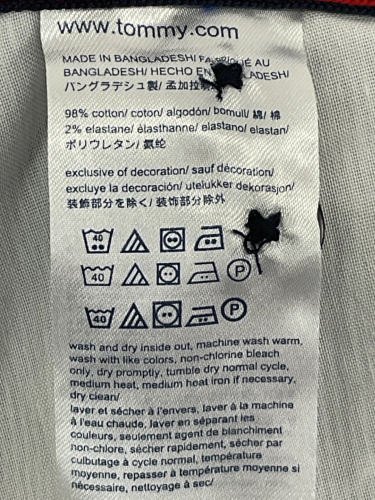 www.tommy.com
MADE IN BANGLADESH/ FABRIQUÉ AU
BANGLADESH/ HECHO EN BANGLADESH/
バングラデシュ製/ 孟加拉
98% cotton/ coton/ algodón/ bomull/ 綿/ 棉
2% elastane/ élasthanne/ elastano/ elastan/
ポリウレタン/ 氨纶
exclusive of decoration/ sauf décoration/
excluye la decoración/ utelukker dekorasjon/
装飾部分を除く/ 装饰部分除外
40
40 P
40 P
wash and dry inside out, machine wash warm,
wash with like colors, non-chlorine bleach
only, dry promptly, tumble dry normal cycle,
medium heat, medium heat iron if necessary,
dry clean/
laver et sécher à l'envers, laver à la machine
à l'eau chaude, laver en séparant les
couleurs, seulement agent de blanchiment
non-chlore, sécher rapidement, sécher par
culbutage à cycle normal, température
moyenne, repasser à température moyenne si
nécessaire, nettoyage à sec/